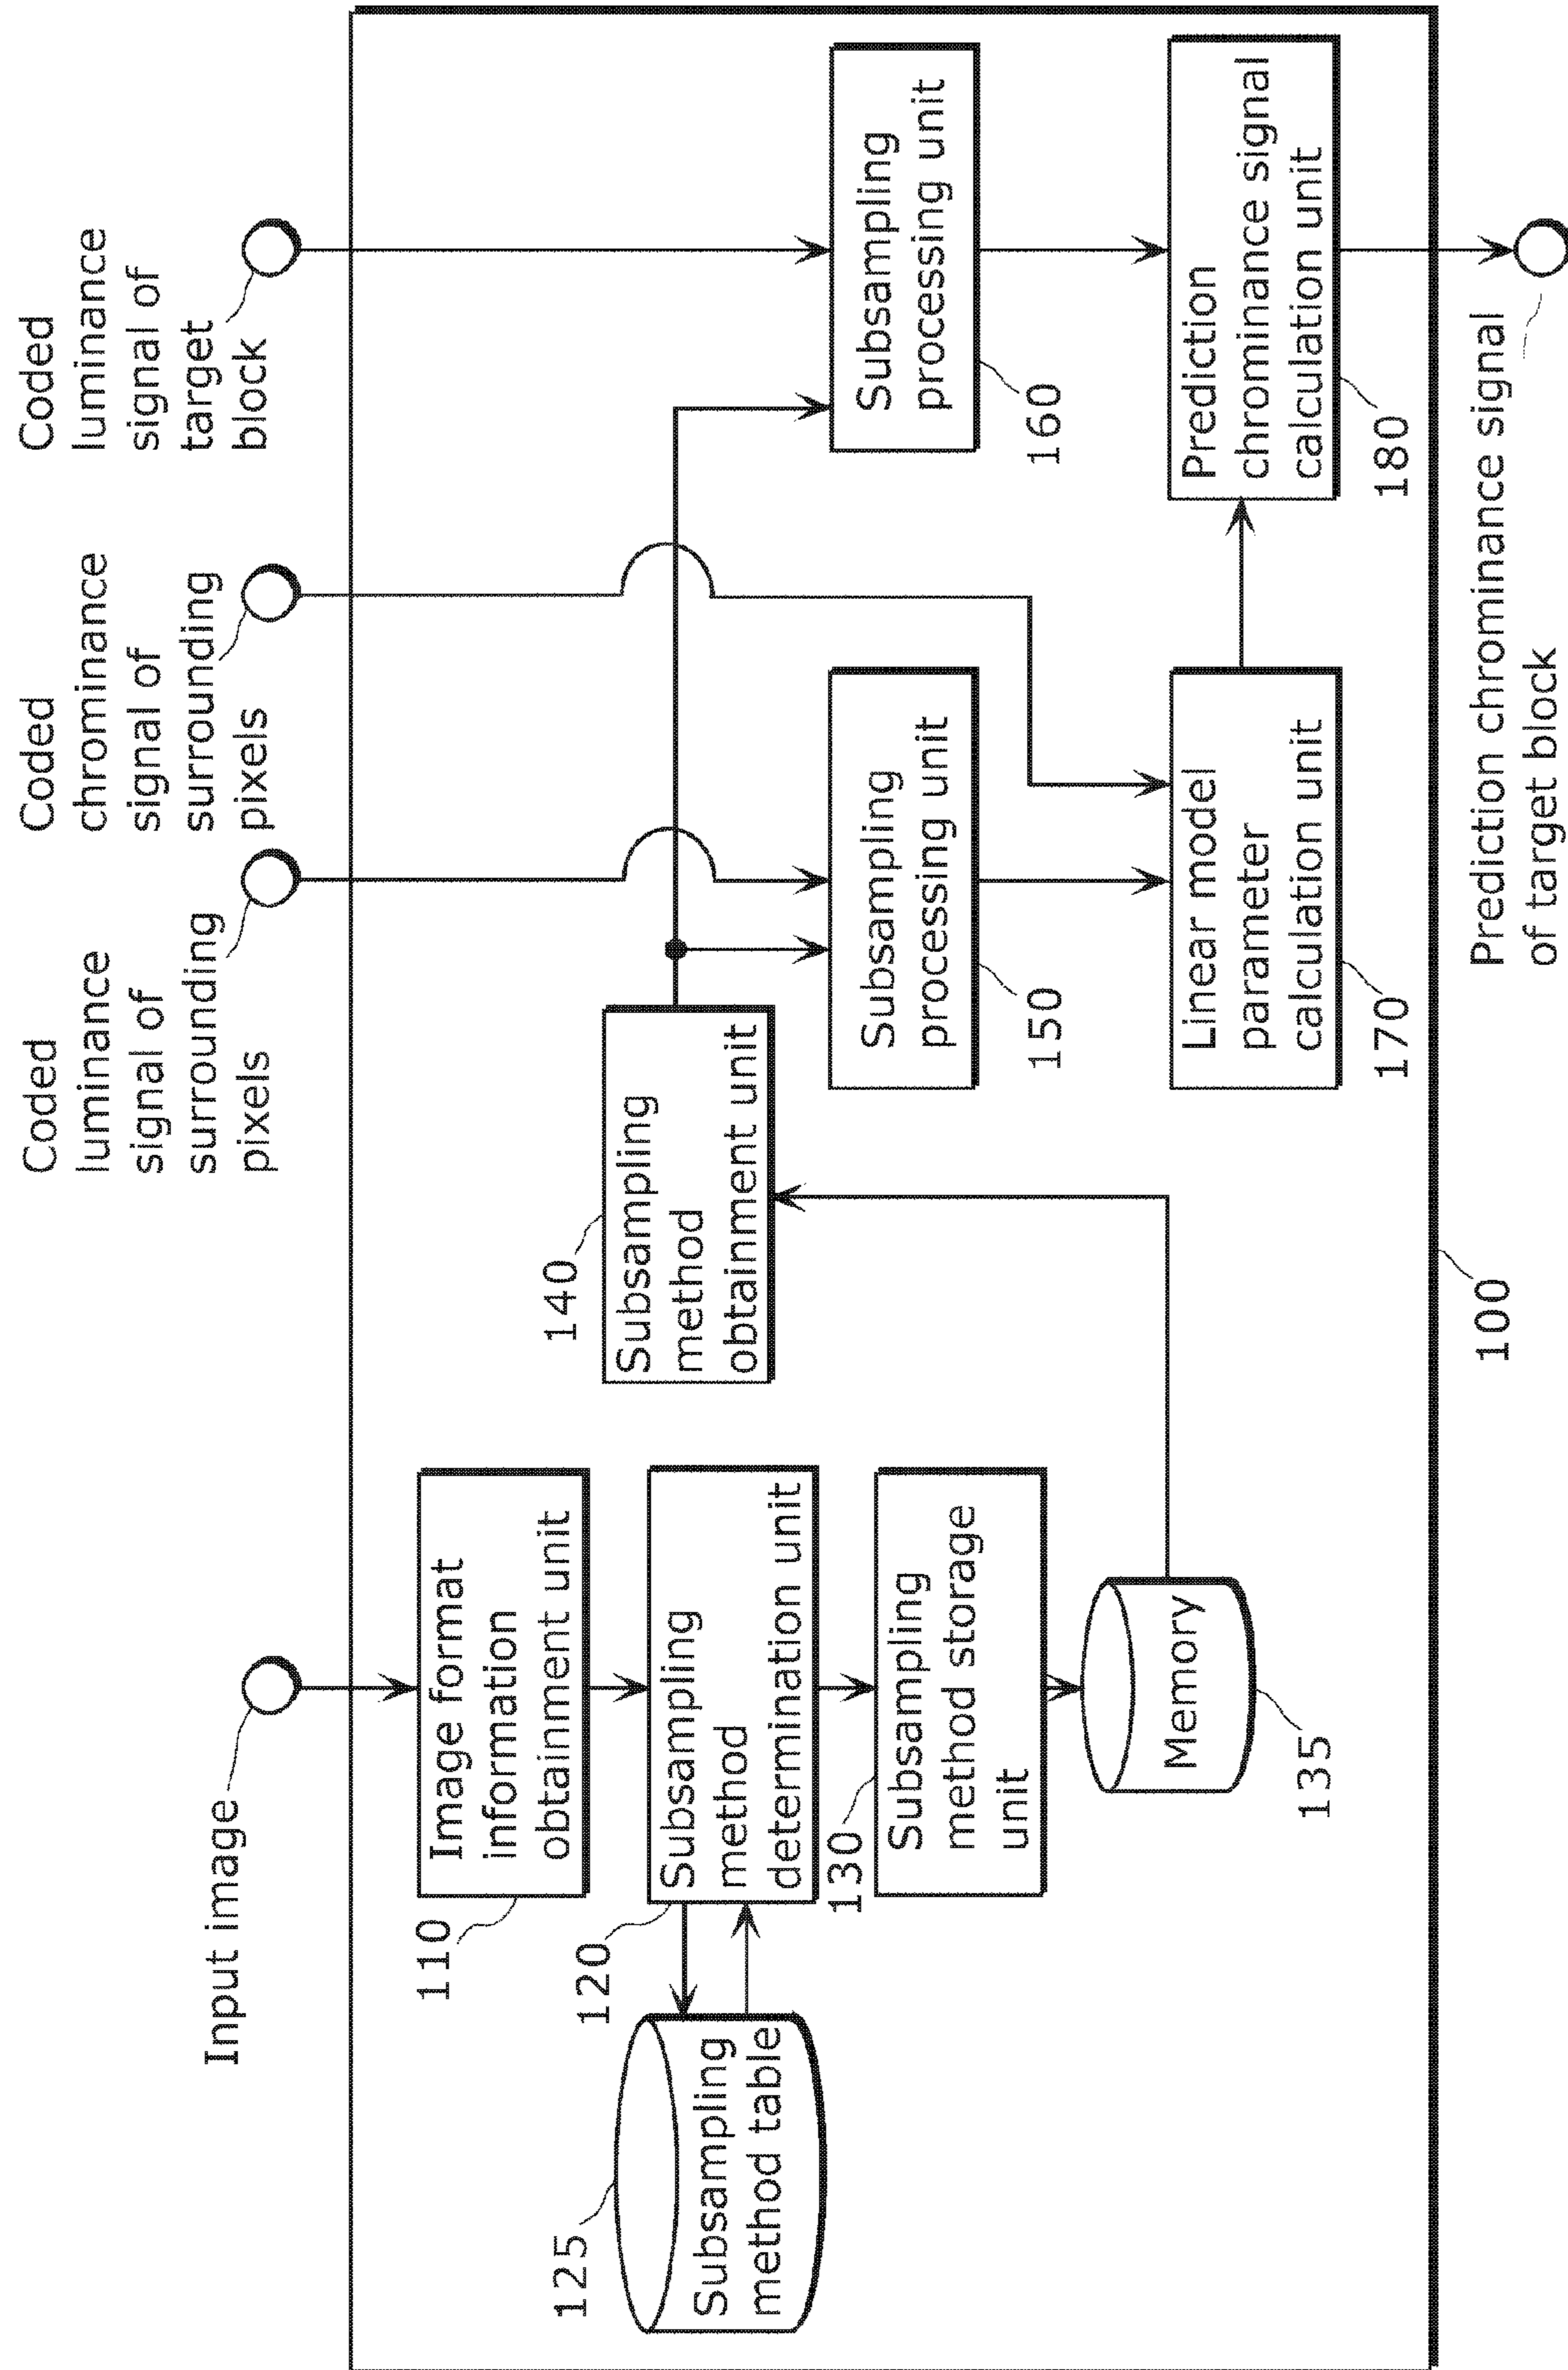 Input image
Coded
luminance
signal of
surrounding
pixels
Coded
chrominance
signal of
surrounding
pixels
Coded
luminance
signal of
target
block
110
Image format
information
obtainment unit
125
Subsampling
method table
120
Subsampling
method
determination unit
130
Subsampling
method storage
unit
Memory
135
140
Subsampling
method
obtainment unit
Subsampling
processing unit
150
Subsampling
processing unit
160
Linear model
parameter
calculation unit
170
Prediction
chrominance signal
calculation unit
180
100
Prediction chrominance signal
of target block